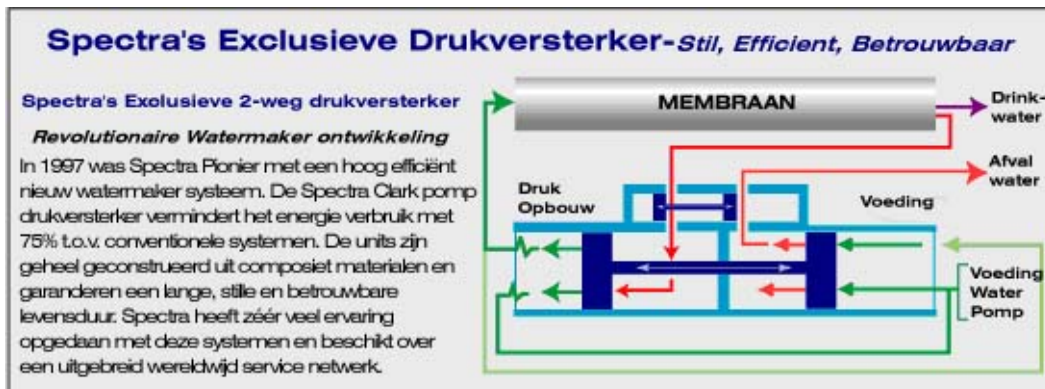 Spectra's Exclusieve Drukversterker-Stil, Efficient, Betrouwbaar
Spectra's Exclusieve 2-weg drukversterker
Revolutionaire Watermaker ontwikkeling
In 1997 was Spectra Pionier met een hoog efficiënt
nieuw watermaker systeem. De Spectra Clark pomp
drukversterker vermindert het energie verbruik met
75% t.o.v. conventionele systemen. De units zijn
geheel geconstrueerd uit composiet materialen en
garanderen een lange, stille en betrouwbare
levensduur. Spectra heeft zéér veel ervaring
opgedaan met deze systemen en beschikt over
een uitgebreid wereldwijd service netwerk.
MEMBRAAN
Drink-
water
Afval
water
Druk
Opbouw
Voeding
Voeding
Water
Pomp